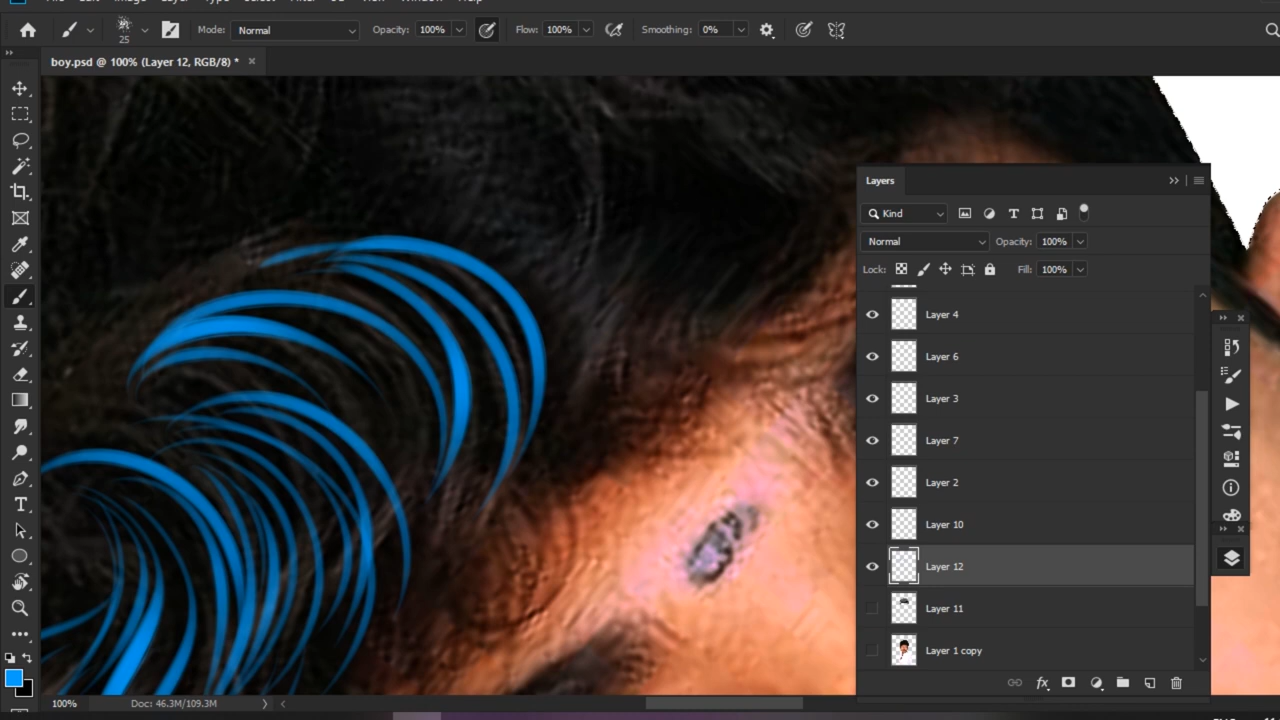 25
Mode: Normal
Opacity: 100%
Flow: 100%
Smoothing: 0%
boy.psd @ 100% (Layer 12, RGB/8) *
Layers
Kind
Normal
Opacity: 100%
Lock:
Fill: 100%
Layer 4
Layer 6
Layer 3
Layer 7
Layer 2
Layer 10
Layer 12
Layer 11
Layer 1 copy
100%
Doc: 46.3M/109.3M